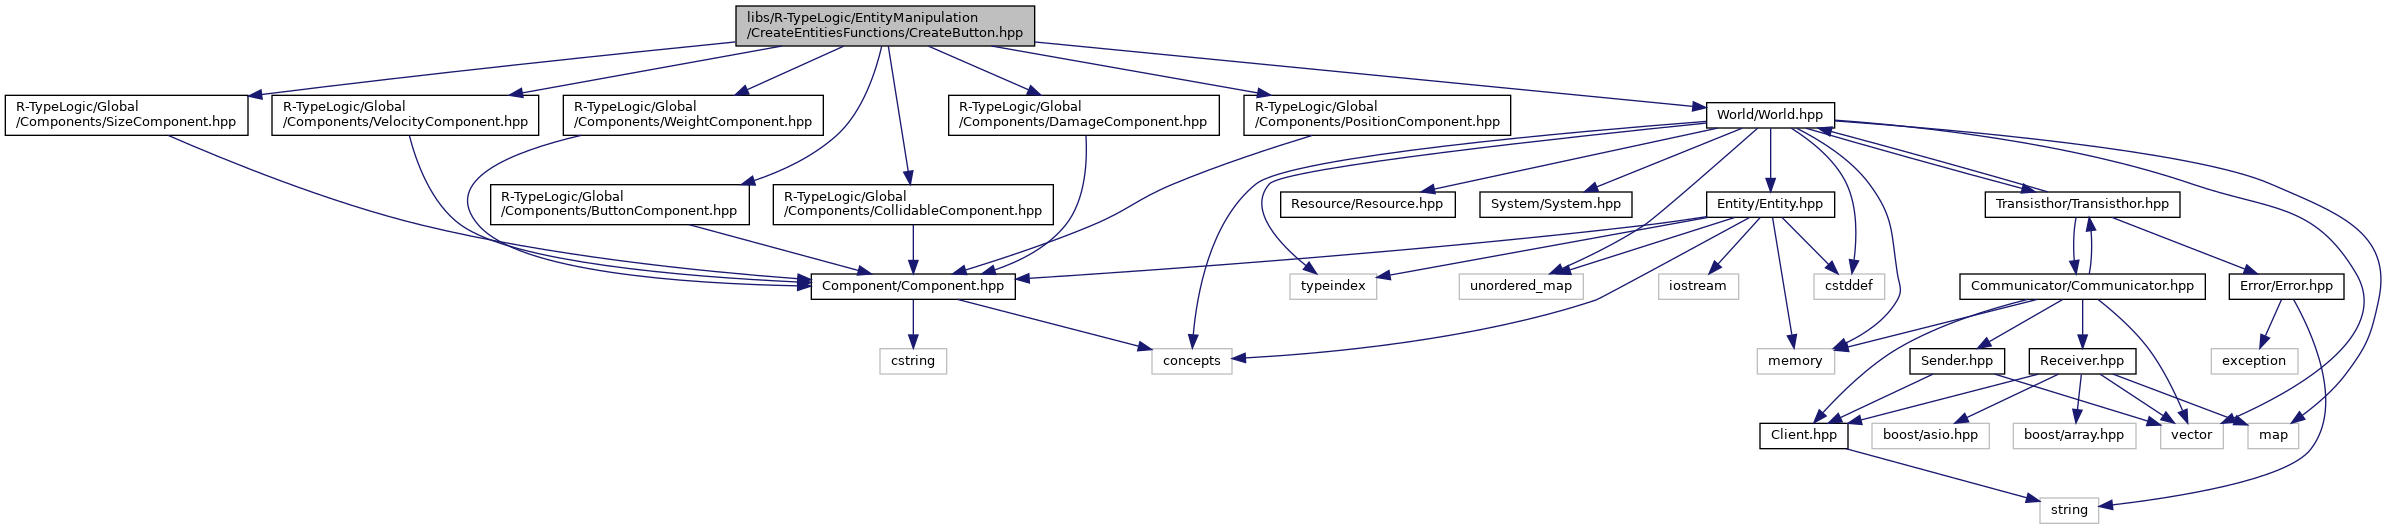 libs/R-TypeLogic/EntityManipulation
/CreateEntitiesFunctions/CreateButton.hpp
R-TypeLogic/Global
/Components/SizeComponent.hpp
R-TypeLogic/Global
/Components/VelocityComponent.hpp
R-TypeLogic/Global
/Components/WeightComponent.hpp
R-TypeLogic/Global
/Components/DamageComponent.hpp
R-TypeLogic/Global
/Components/PositionComponent.hpp
World/World.hpp
R-TypeLogic/Global
/Components/ButtonComponent.hpp
R-TypeLogic/Global
/Components/CollidableComponent.hpp
Resource/Resource.hpp
System/System.hpp
Entity/Entity.hpp
Transisthor/Transisthor.hpp
Component/Component.hpp
typeindex
unordered_map
iostream
cstddef
Communicator/Communicator.hpp
Error/Error.hpp
cstring
concepts
memory
Sender.hpp
Receiver.hpp
exception
Client.hpp
boost/asio.hpp
boost/array.hpp
vector
map
string